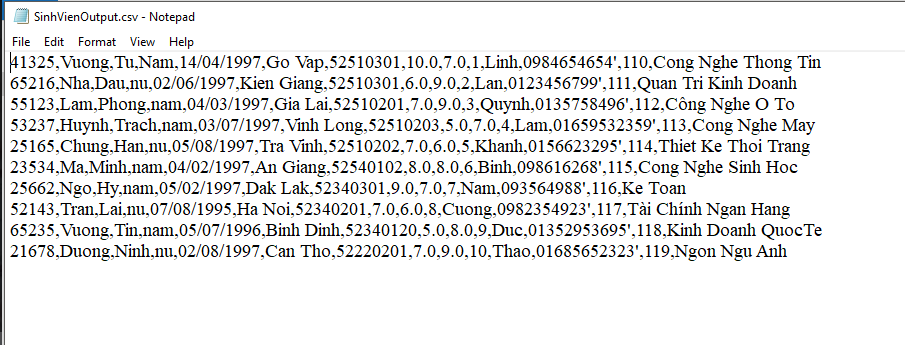 SinhVienOutput.csv - Notepad
File Edit Format View Help
41325,Vuong,Tu,Nam,14/04/1997,Go Vap,52510301,10.0,7.0,1,Linh,0984654654',110,Cong Nghe Thong Tin
65216,Nha,Dau,nu,02/06/1997,Kien Giang,52510301,6.0,9.0,2,Lan,0123456799',111,Quan Tri Kinh Doanh
55123,Lam,Phong,nam,04/03/1997,Gia Lai,52510201,7.0,9.0,3,Quynh,0135758496',112,Công Nghe O To
53237,Huynh,Trach,nam,03/07/1997,Vinh Long,52510203,5.0,7.0,4,Lam,01659532359',113,Cong Nghe May
25165,Chung,Han,nu,05/08/1997,Tra Vinh,52510202,7.0,6.0,5,Khanh,0156623295',114,Thiet Ke Thoi Trang
23534,Ma,Minh,nam,04/02/1997,An Giang,52540102,8.0,8.0,6,Binh,098616268',115,Cong Nghe Sinh Hoc
25662,Ngo,Hy,nam,05/02/1997,Dak Lak,52340301,9.0,7.0,7,Nam,093564988',116,Ke Toan
52143,Tran,Lai,nu,07/08/1995,Ha Noi,52340201,7.0,6.0,8,Cuong,0982354923',117,Tài Chính Ngan Hang
65235,Vuong,Tin,nam,05/07/1996,Binh Dinh,52340120,5.0,8.0,9,Duc,01352953695',118,Kinh Doanh QuocTe
21678,Duong,Ninh,nu,02/08/1997,Can Tho,52220201,7.0,9.0,10,Thao,01685652323',119,Ngon Ngu Anh